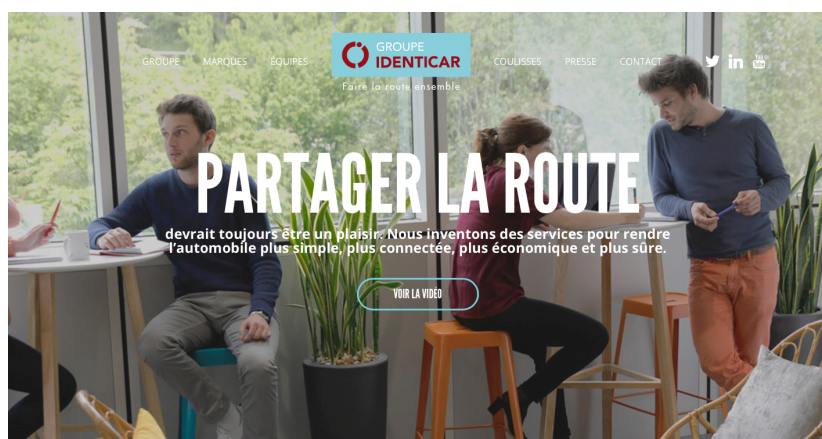 GROUPE MARQUES ÉQUIPES
GROUPE
IDENTICAR
COULISSES PRESSE CONTACT
You
Tube
Faire la route ensemble
PARTAGER LA ROUTE
devrait toujours être un plaisir. Nous inventons des services pour rendre
l'automobile plus simple, plus connectée, plus économique et plus sûre.
VOIR LA VIDÉO